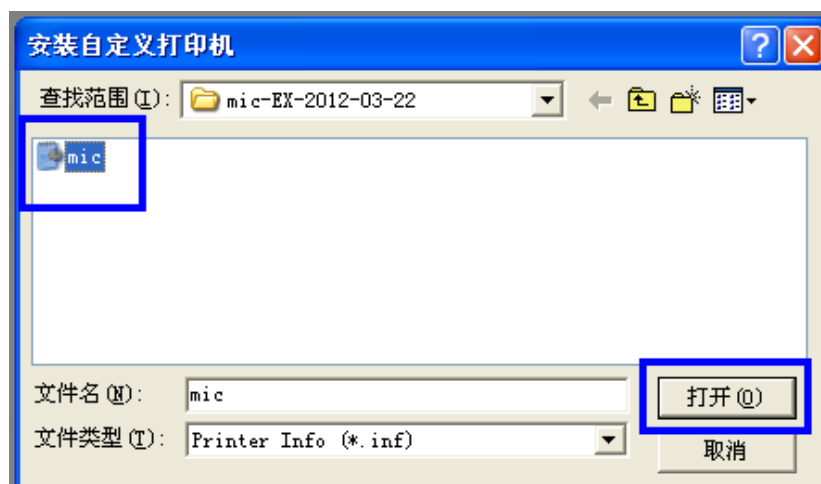 安装自定义打印机
查找范围(I): mic-EX-2012-03-22
mic
文件名(N): mic 打开(O)
文件类型(T): Printer Info (*.inf) 取消